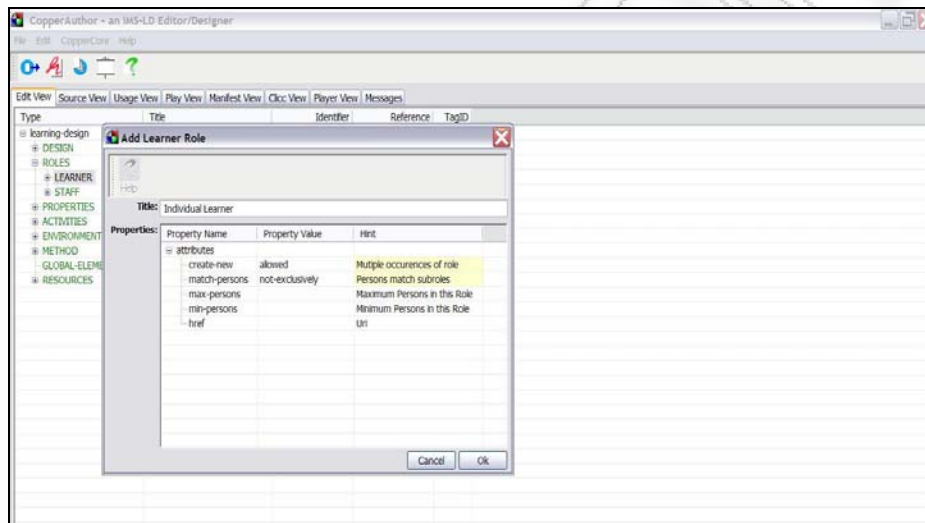 CopperAuthor - an IMS-LD Editor/Designer
File Edit CopperCore Help
Edit View Source View Usage View Play View Manifest View Clicc View Player View Messages
Type Title Identifier Reference TagID
learning-design
DESIGN
ROLES
LEARNER
STAFF
PROPERTIES
ACTIVITIES
ENVIRONMENT
METHOD
GLOBAL-ELEME
RESOURCES
Add Learner Role
Help
Title: Individual Learner
Properties: Property Name Property Value Hint
attributes
create-new allowed Mutiple occurences of role
match-persons not-exclusively Persons match subroles
max-persons Maximum Persons in this Role
min-persons Minimum Persons in this Role
href Uri
Cancel Ok